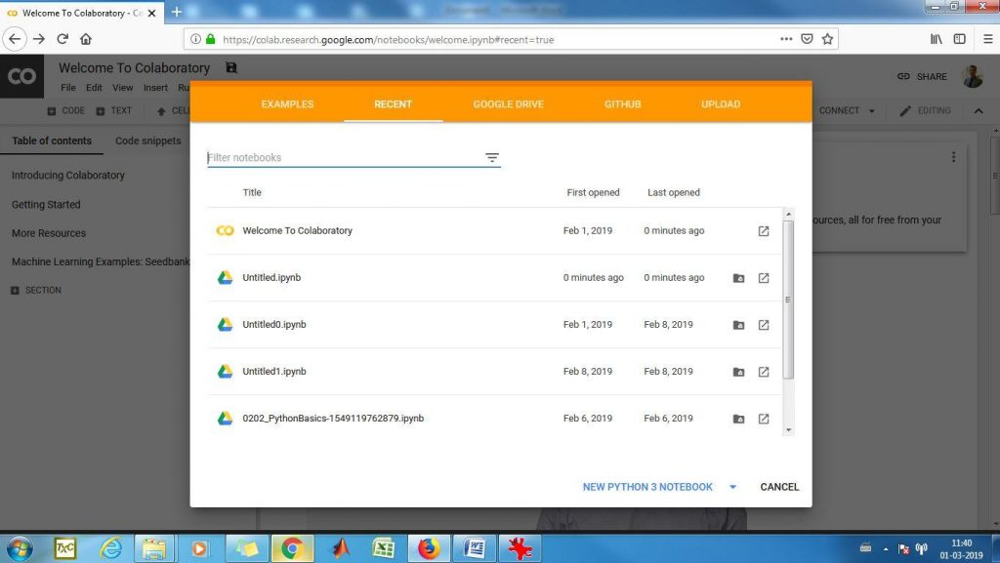 Welcome To Colaboratory - Co
https://colab.research.google.com/notebooks/welcome.ipynb#recent=true
CO Welcome To Colaboratory SHARE
File Edit View Insert Ru
CODE TEXT CELL CONNECT EDITING
Table of contents Code snippets
Introducing Colaboratory
Getting Started
More Resources
Machine Learning Examples: Seedbank
SECTION
ources, all for free from your
EXAMPLES RECENT GOOGLE DRIVE GITHUB UPLOAD
Filter notebooks
Title First opened Last opened
CO Welcome To Colaboratory Feb 1, 2019 0 minutes ago
Untitled.ipynb 0 minutes ago 0 minutes ago
Untitled0.ipynb Feb 1, 2019 Feb 8, 2019
Untitled1.ipynb Feb 8, 2019 Feb 8, 2019
0202_PythonBasics-1549119762879.ipynb Feb 6, 2019 Feb 6, 2019
NEW PYTHON 3 NOTEBOOK CANCEL
TXC
11:40
01-03-2019